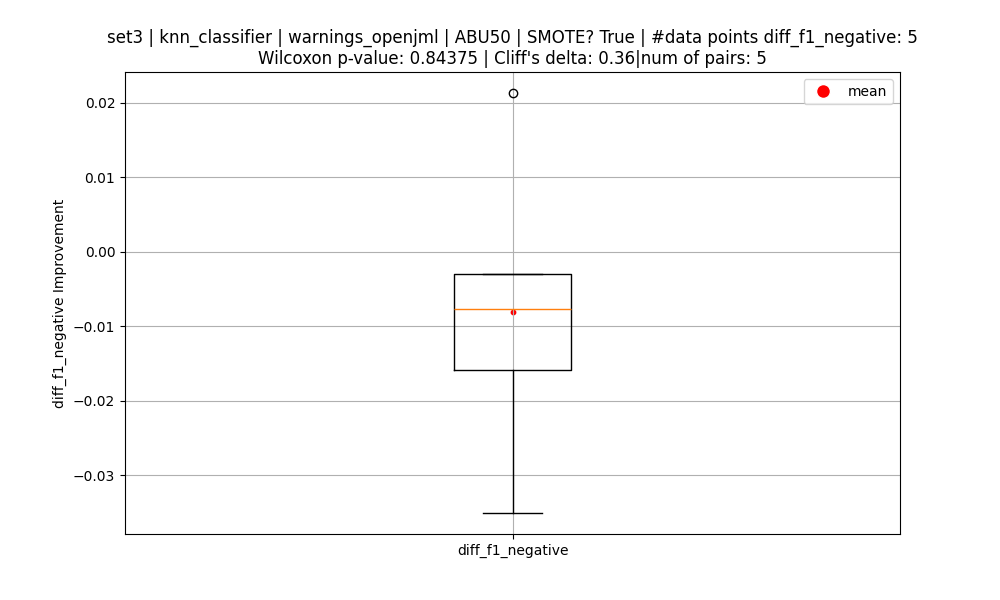 set3 | knn_classifier | warnings_openjml | ABU50 | SMOTE? True | #data points diff_f1_negative: 5
Wilcoxon p-value: 0.84375 | Cliff's delta: 0.36|num of pairs: 5
mean
0.02
0.01
0.00
−0.01
−0.02
−0.03
diff_f1_negative Improvement
diff_f1_negative